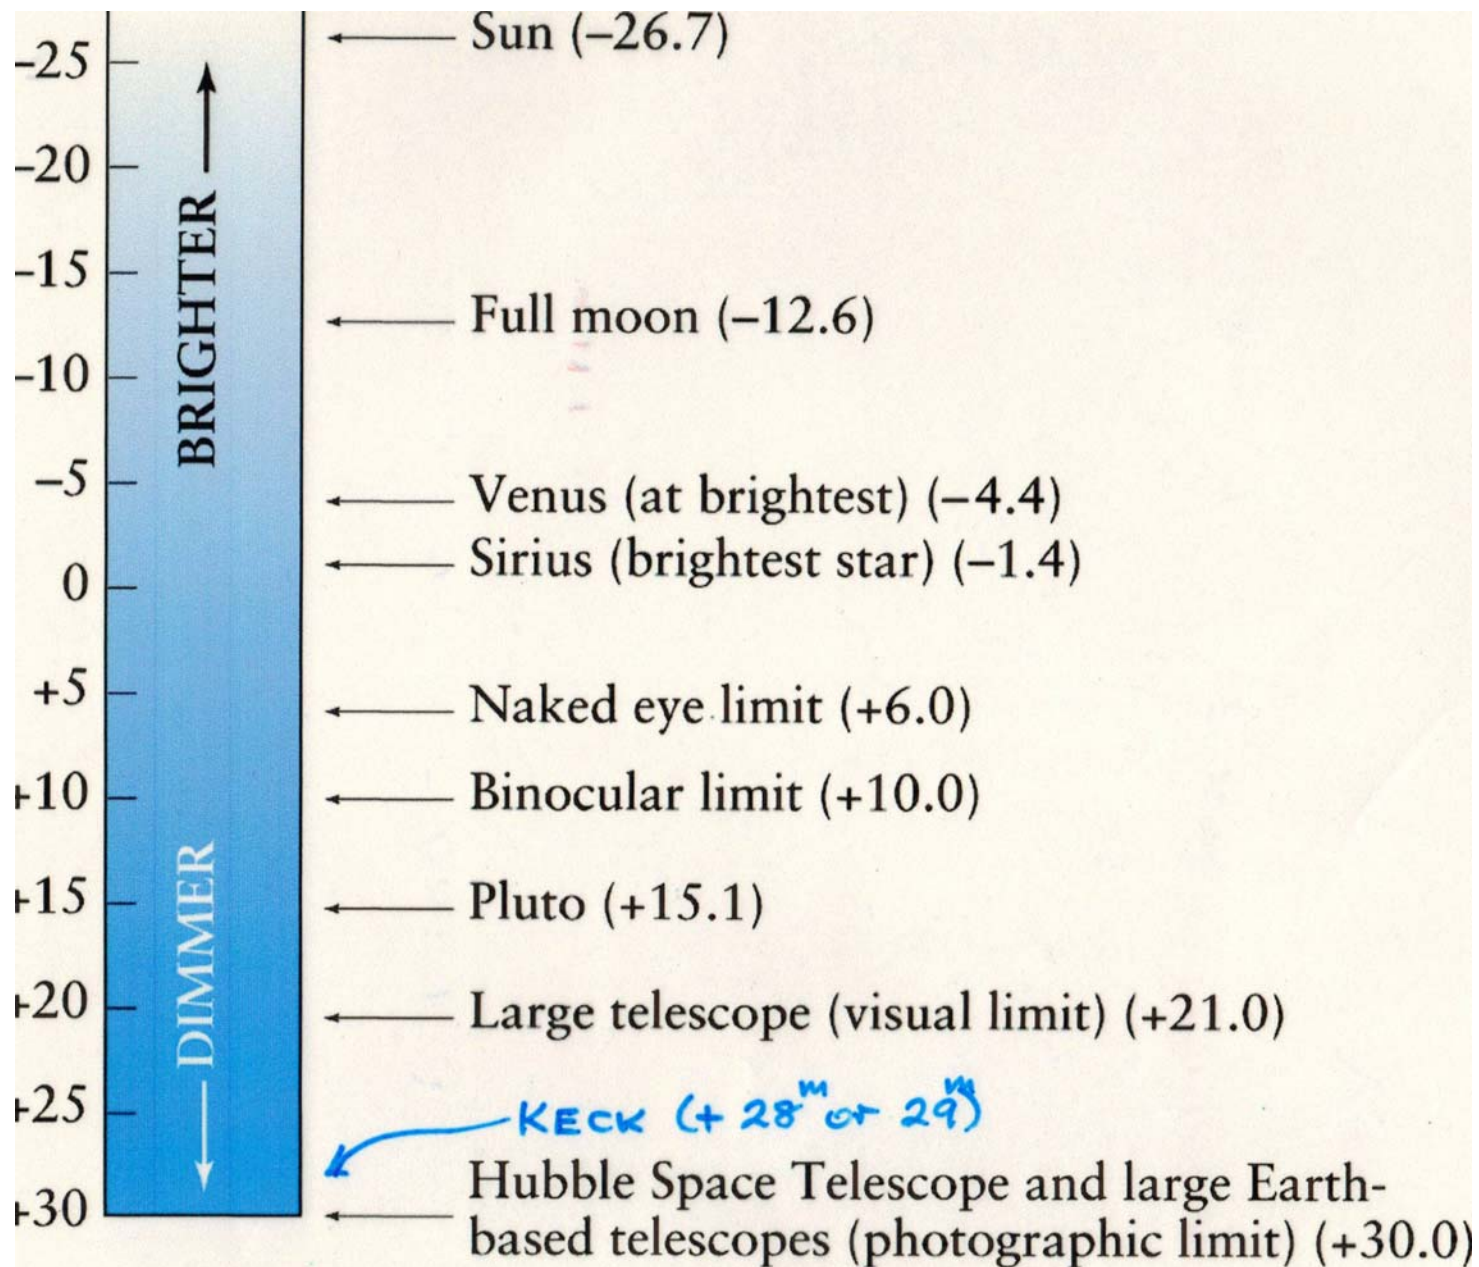 Sun (–26.7)
–25
–20
BRIGHTER
–15
Full moon (–12.6)
–10
–5
Venus (at brightest) (–4.4)
Sirius (brightest star) (–1.4)
0
+5
Naked eye limit (+6.0)
Binocular limit (+10.0)
+10
DIMMER
+15
Pluto (+15.1)
+20
Large telescope (visual limit) (+21.0)
+25
KECK (+ 28ᵐ or 29ᵐ)
Hubble Space Telescope and large Earth-
+30
based telescopes (photographic limit) (+30.0)